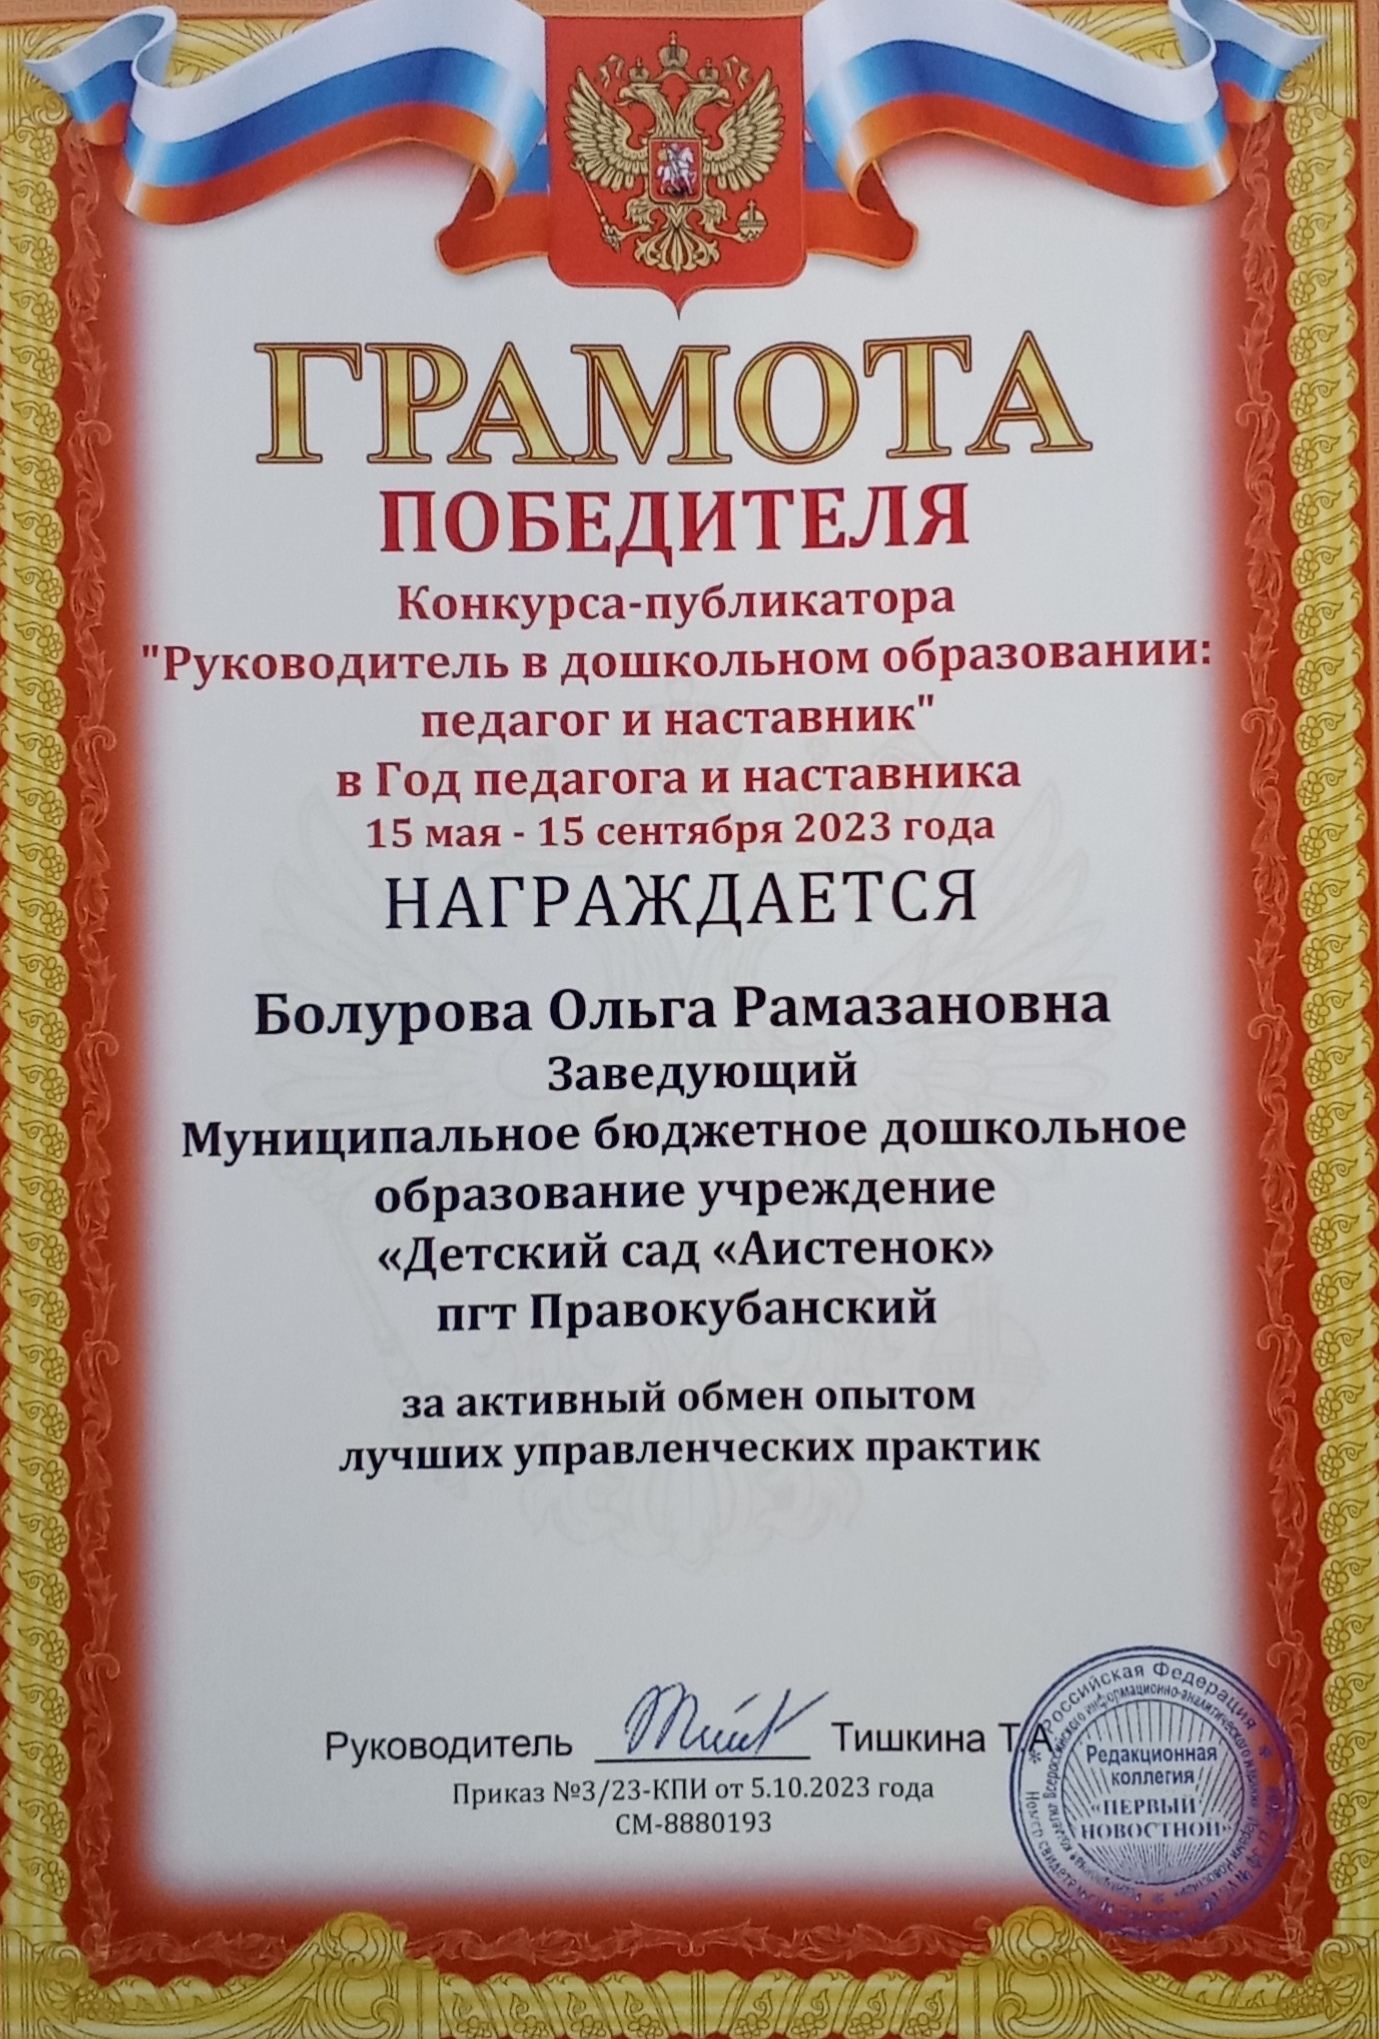 ГРАМОТА
ПОБЕДИТЕЛЯ
Конкурса-публикатора
"Руководитель в дошкольном образовании:
педагог и наставник"
в Год педагога и наставника
15 мая - 15 сентября 2023 года
НАГРАЖДАЕТСЯ
Болурова Ольга Рамазановна
Заведующий
Муниципальное бюджетное дошкольное
образование учреждение
«Детский сад «Аистенок»
пгт Правокубанский
за активный обмен опытом
лучших управленческих практик
Руководитель Тишкина Т.А
Приказ №3/23-КПИ от 5.10.2023 года
СМ-8880193
Российская Федерация
Всероссийского информационно-аналитического
Редакционная
коллегия
«ПЕРВЫЙ
НОВОСТНОЙ»